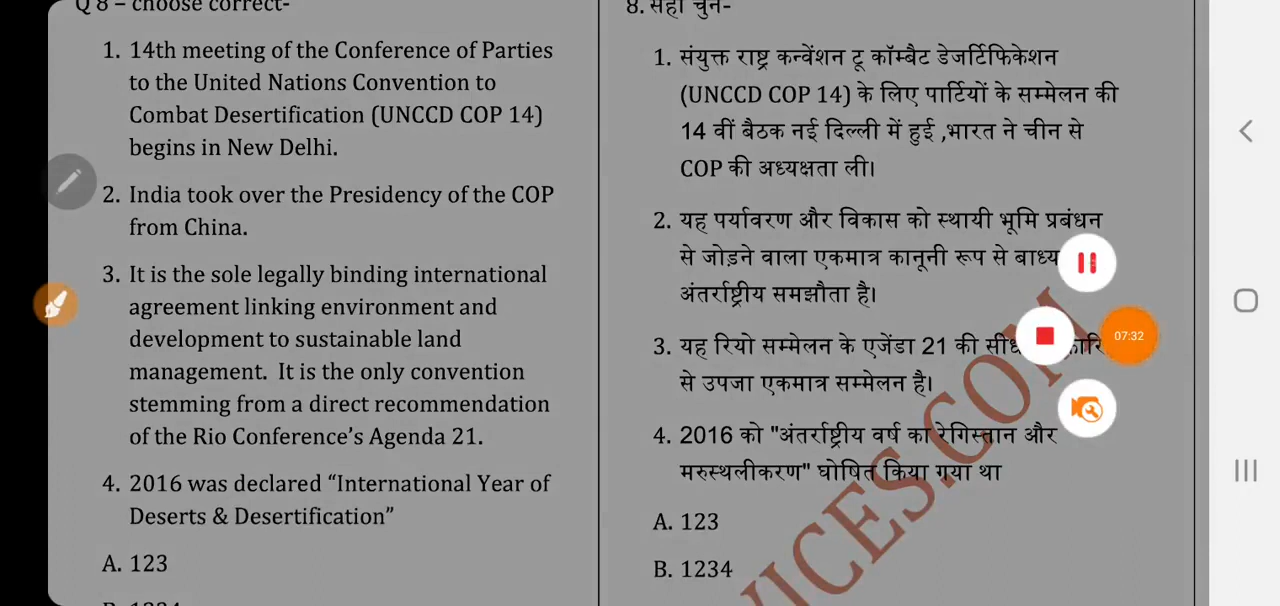 Q 8 – choose correct-
1. 14th meeting of the Conference of Parties
to the United Nations Convention to
Combat Desertification (UNCCD COP 14)
begins in New Delhi.
2. India took over the Presidency of the COP
from China.
3. It is the sole legally binding international
agreement linking environment and
development to sustainable land
management. It is the only convention
stemming from a direct recommendation
of the Rio Conference's Agenda 21.
4. 2016 was declared “International Year of
Deserts & Desertification”
A. 123
8. सही चुनें-
1. संयुक्त राष्ट्र कन्वेंशन टू कॉम्बैट डेजर्टिफिकेशन
(UNCCD COP 14) के लिए पार्टियों के सम्मेलन की
14 वीं बैठक नई दिल्ली में हुई ,भारत ने चीन से
COP की अध्यक्षता ली।
2. यह पर्यावरण और विकास को स्थायी भूमि प्रबंधन
से जोड़ने वाला एकमात्र कानूनी रूप से बाध्य
अंतर्राष्ट्रीय समझौता है।
3. यह रियो सम्मेलन के एजेंडा 21 की
से उपजा एकमात्र सम्मेलन है।
4. 2016 को "अंतर्राष्ट्रीय वर्ष का रेगिस्तान और
मरुस्थलीकरण" घोषित किया गया था
A. 123
B. 1234
07:32
VICES.COM